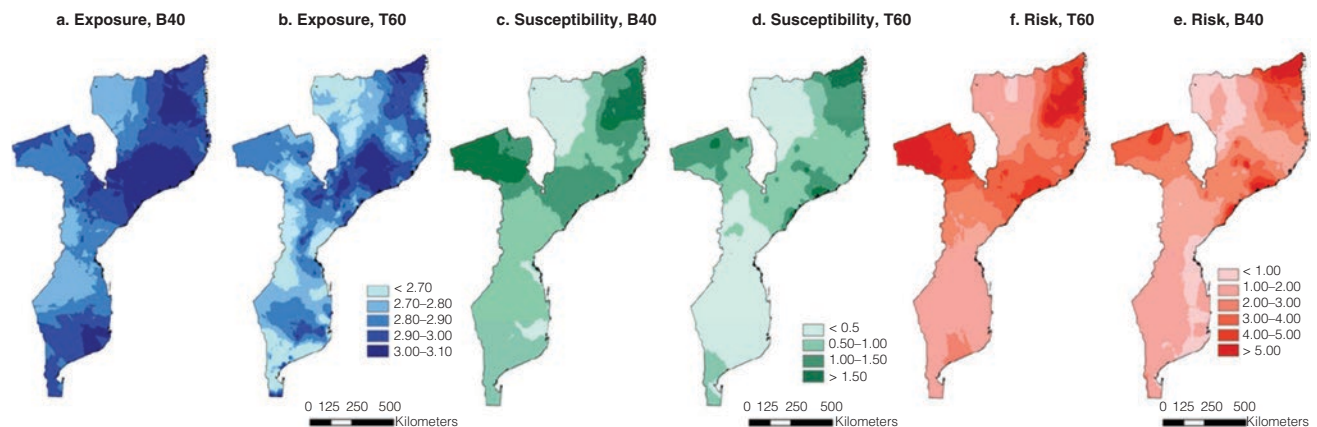 a. Exposure, B40
b. Exposure, T60
c. Susceptibility, B40
d. Susceptibility, T60
f. Risk, T60
e. Risk, B40
< 2.70
2.70–2.80
2.80–2.90
2.90–3.00
3.00–3.10
< 0.5
0.50–1.00
1.00–1.50
> 1.50
< 1.00
1.00–2.00
2.00–3.00
3.00–4.00
4.00–5.00
> 5.00
0 125 250 500
Kilometers
0 125 250 500
Kilometers
0 125 250 500
Kilometers